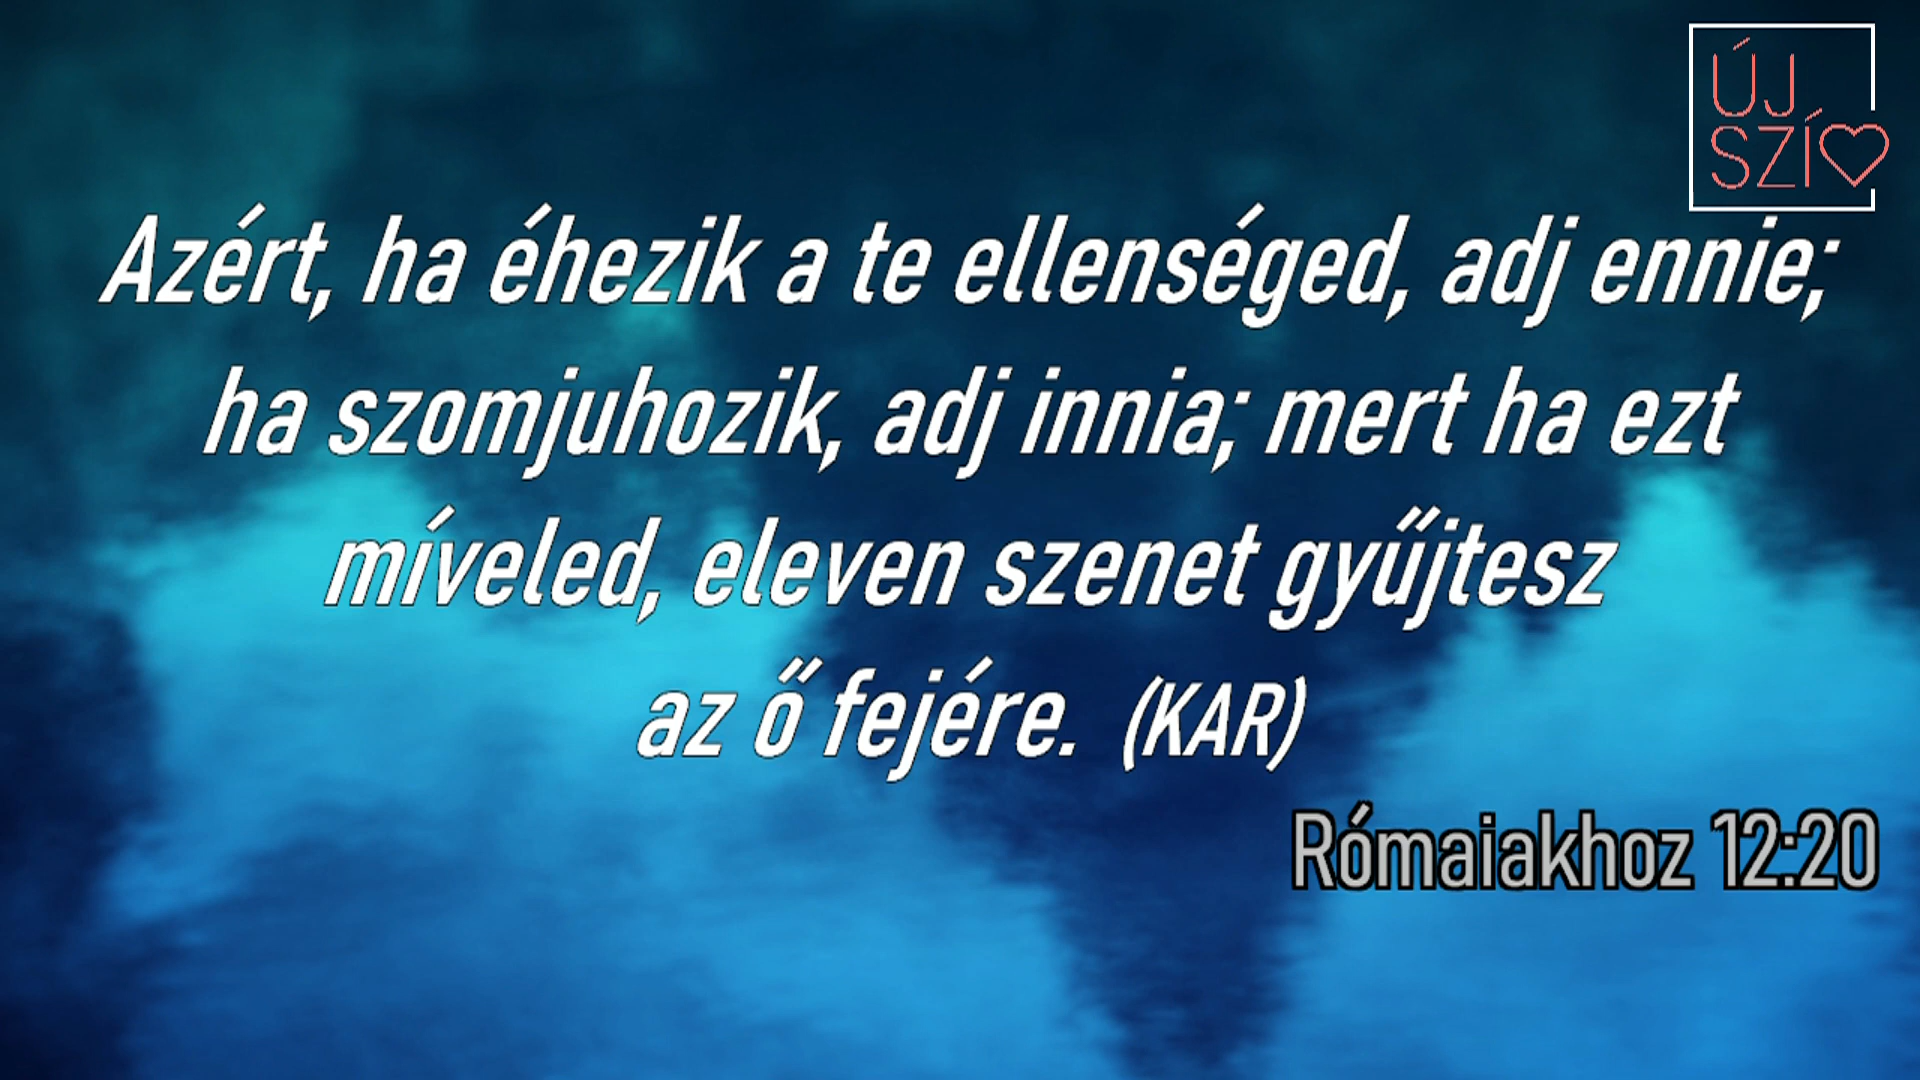 ÚJ
SZÍ
Azért, ha éhezik a te ellenséged, adj ennie;
ha szomjuhozik, adj innia; mert ha ezt
míveled, eleven szenet gyűjtesz
az ő fejére. (KAR)
Rómaiakhoz 12:20